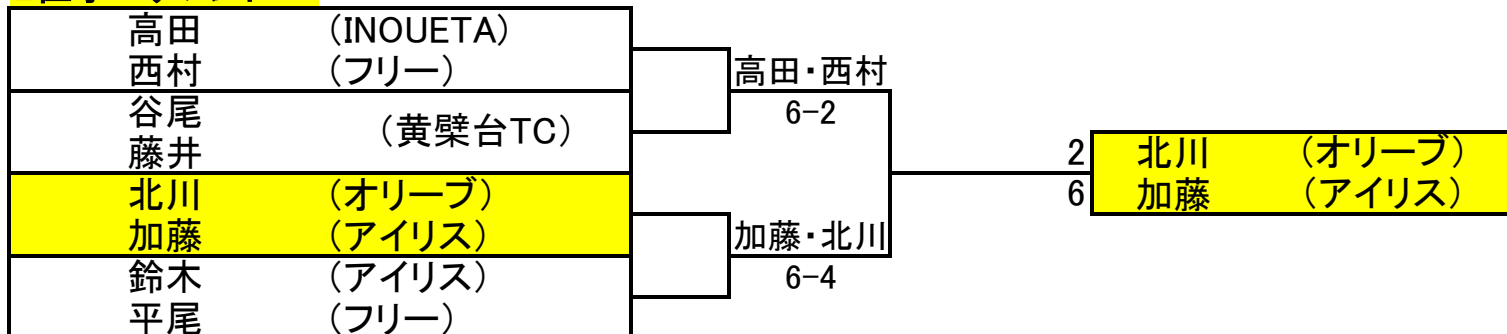 高田 (INOUETA)
西村 (フリー)
谷尾
藤井
(黄檗台TC)
北川 (オリーブ)
加藤 (アイリス)
鈴木 (アイリス)
平尾 (フリー)
高田・西村
6-2
加藤・北川
6-4
2 北川 (オリーブ)
6 加藤 (アイリス)